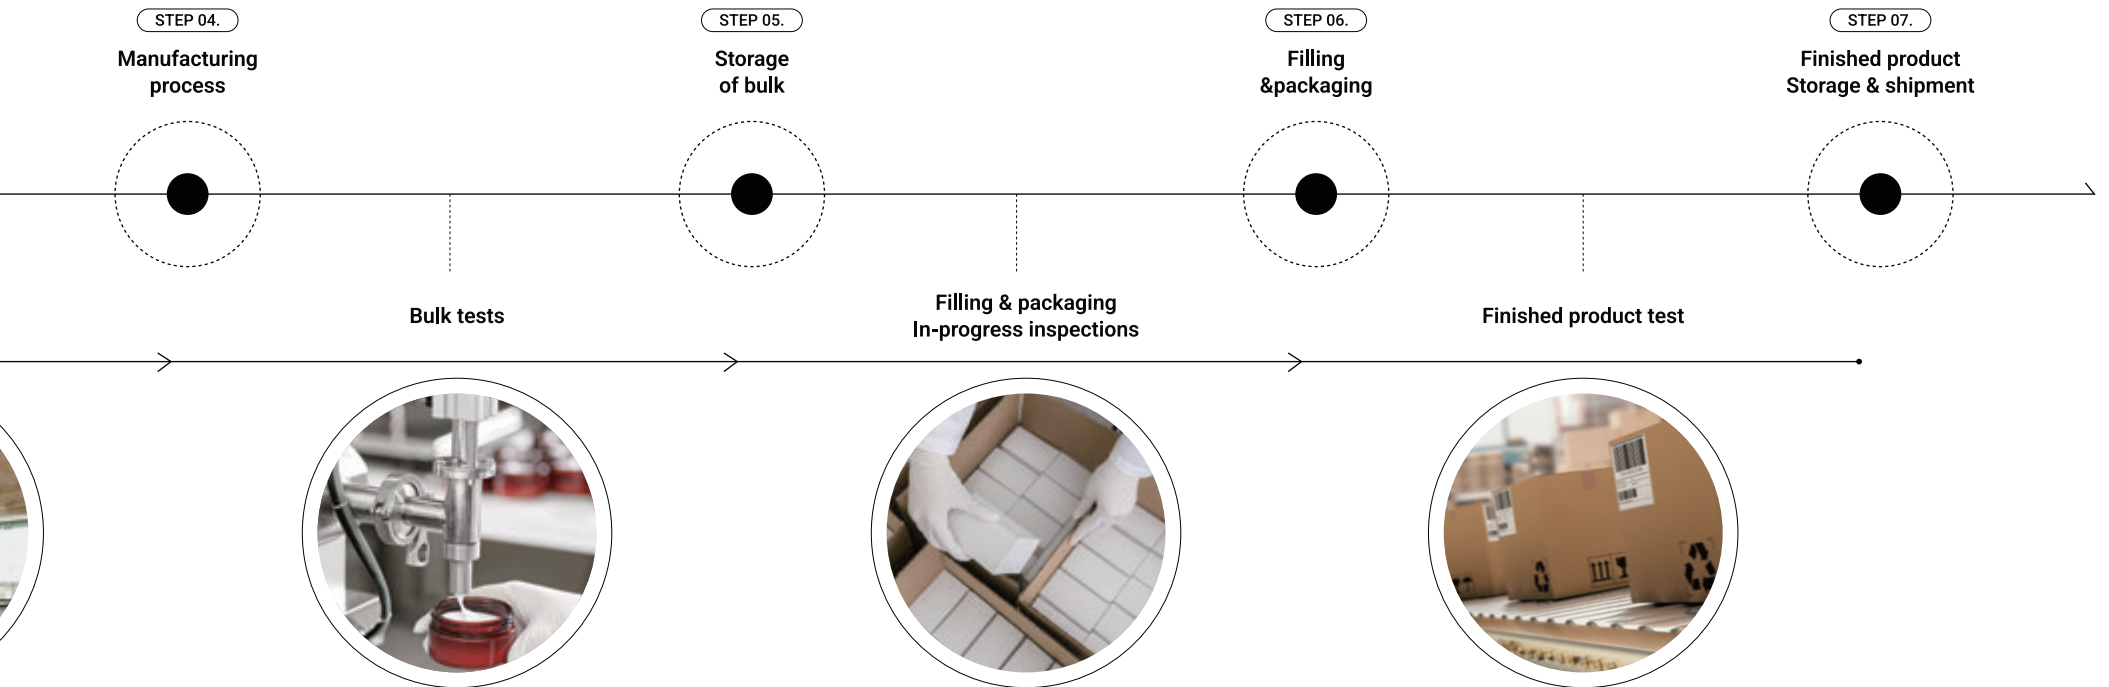 STEP 04.
Manufacturing
process
STEP 05.
Storage
of bulk
STEP 06.
Filling
&packaging
STEP 07.
Finished product
Storage & shipment
Bulk tests
Filling & packaging
In-progress inspections
Finished product test